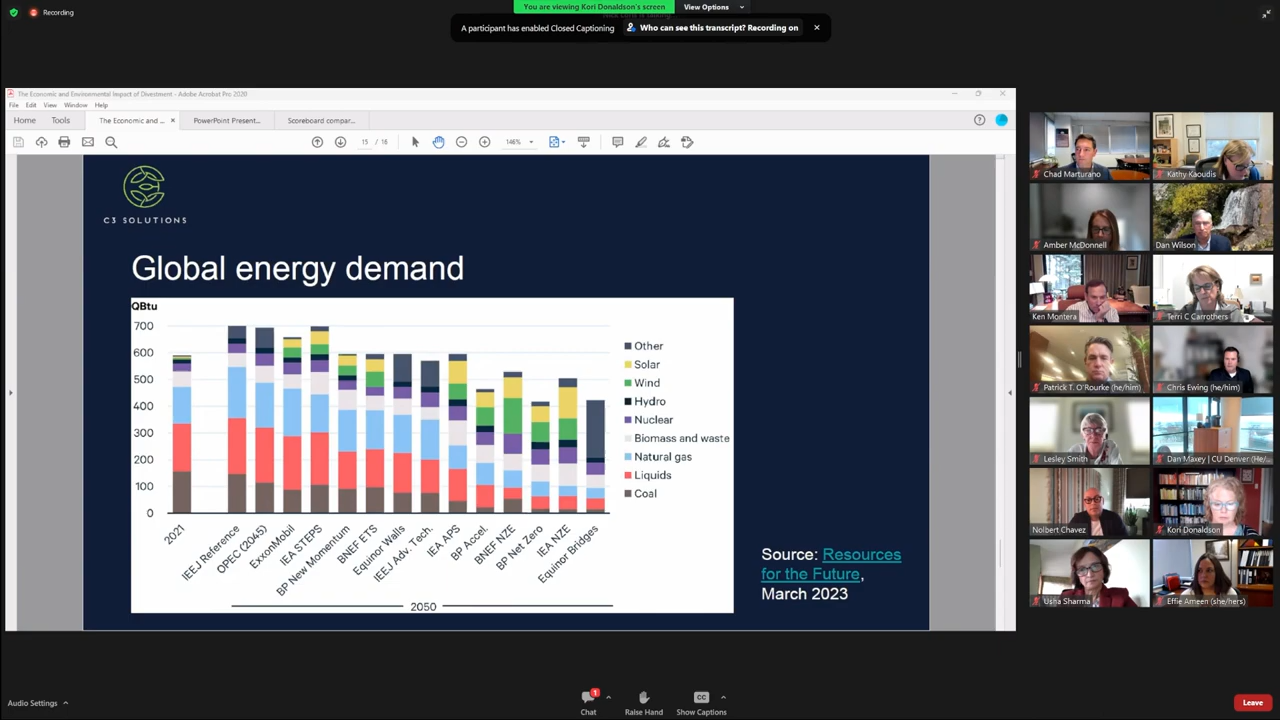 Recording
You are viewing Kori Donaldson's screen
View Options
A participant has enabled Closed Captioning
Who can see this transcript? Recording on
The Economic and Environmental Impact of Divestment - Adobe Acrobat Pro 2020
File Edit View Window Help
Home Tools The Economic and ... PowerPoint Present... Scoreboard compar...
15 / 16 146%
C3 SOLUTIONS
Global energy demand
QBtu
700
600
500
400
300
200
100
0
2021
IEEJ Reference
OPEC (2045)
ExxonMobil
IEA STEPS
BP New Momentum
BNEF ETS
Equinor Walls
IEEJ Adv. Tech.
IEA APS
BP Accel.
BNEF NZE
BP Net Zero
IEA NZE
Equinor Bridges
2050
Other
Solar
Wind
Hydro
Nuclear
Biomass and waste
Natural gas
Liquids
Coal
Source: Resources
for the Future,
March 2023
Chad Marturano
Kathy Kaoudis
Amber McDonnell
Dan Wilson
Ken Montera
Terri C Carrothers
Patrick T. O'Rourke (he/him)
Chris Ewing (he/him)
Lesley Smith
Dan Maxey | CU Denver (He/...
Nolbert Chavez
Kori Donaldson
Usha Sharma
Effie Ameen (she/hers)
Audio Settings
1
Chat
Raise Hand
CC
Show Captions
Leave